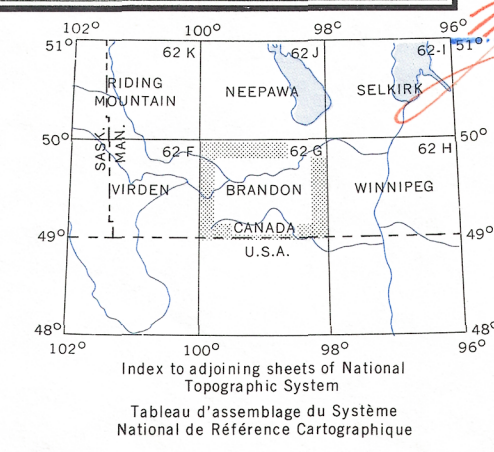 102° 100° 98° 96°
51° 62 K 62 J 62-I 51°
RIDING
MOUNTAIN NEEPAWA SELKIRK
50° 50°
SASK. MAN. 62 F 62 G 62 H
VIRDEN BRANDON WINNIPEG
CANADA
49° 49°
U.S.A.
48° 48°
102° 100° 98° 96°
Index to adjoining sheets of National
Topographic System
Tableau d'assemblage du Système
National de Référence Cartographique